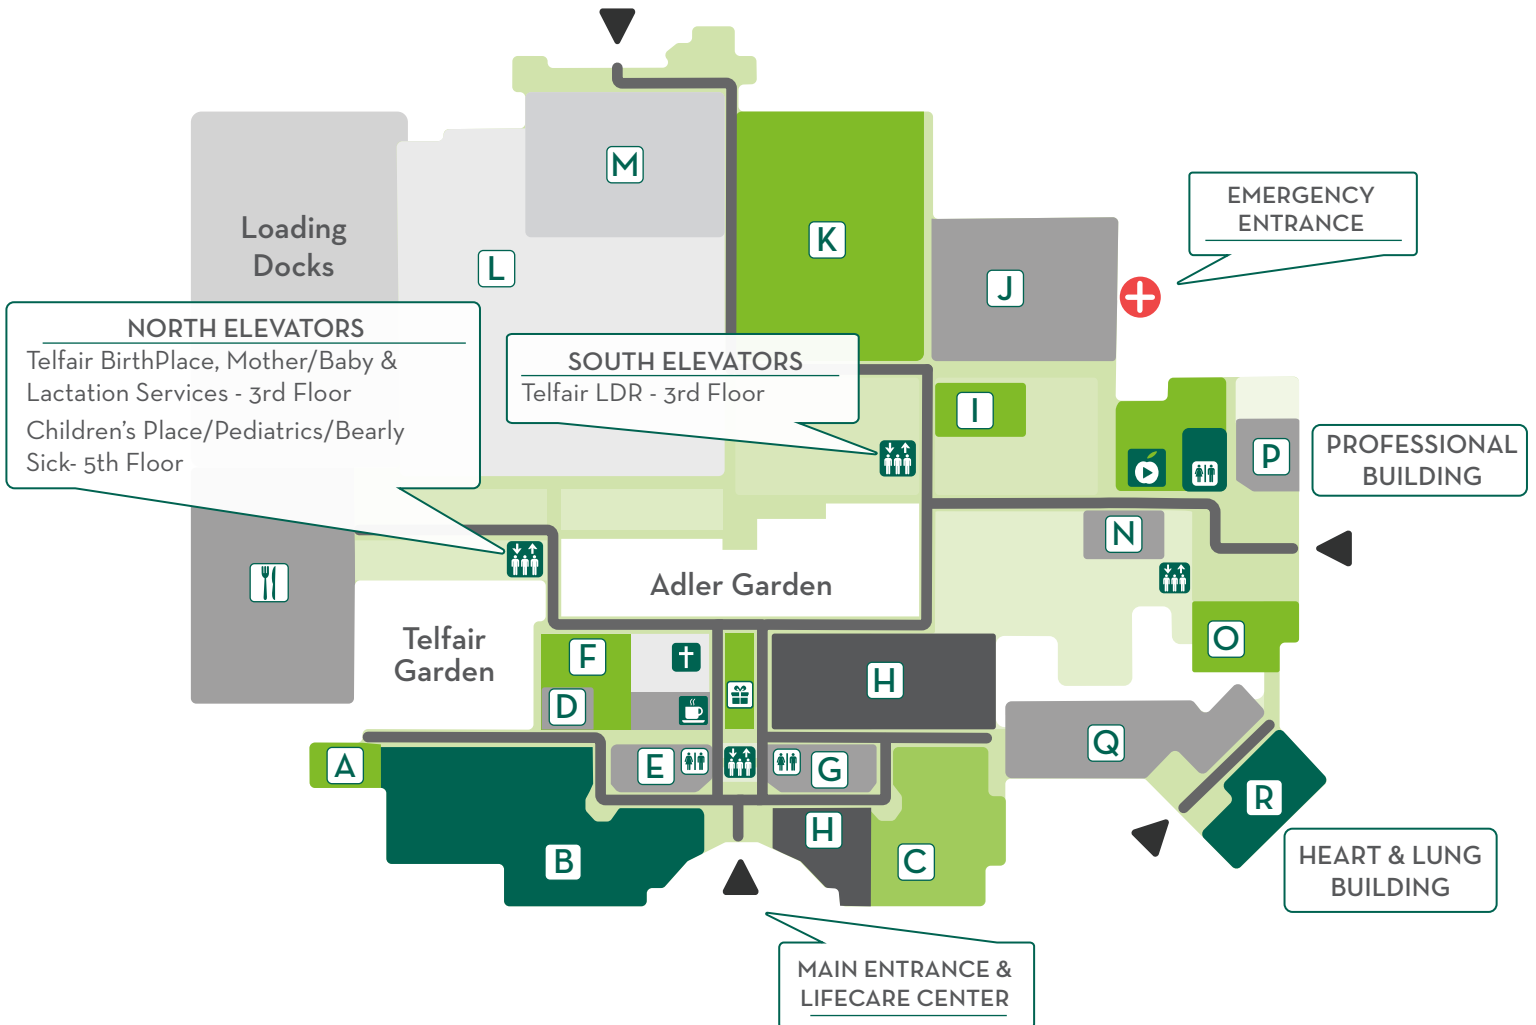 M
K
EMERGENCY
ENTRANCE
Loading
Docks
L
J
NORTH ELEVATORS
Telfair BirthPlace, Mother/Baby &
Lactation Services - 3rd Floor
Children's Place/Pediatrics/Bearly
Sick- 5th Floor
SOUTH ELEVATORS
Telfair LDR - 3rd Floor
I
P
PROFESSIONAL
BUILDING
N
Adler Garden
Telfair
Garden
F
D
H
O
A
E
G
Q
R
B
H
C
HEART & LUNG
BUILDING
MAIN ENTRANCE &
LIFECARE CENTER